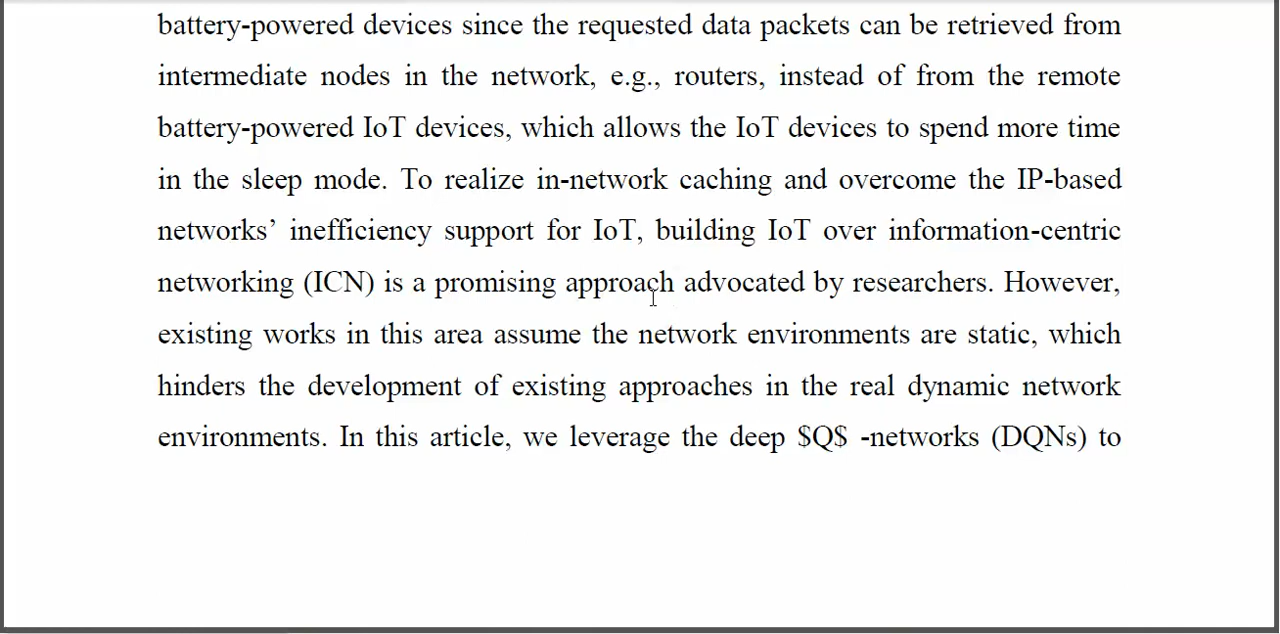 battery-powered devices since the requested data packets can be retrieved from
intermediate nodes in the network, e.g., routers, instead of from the remote
battery-powered IoT devices, which allows the IoT devices to spend more time
in the sleep mode. To realize in-network caching and overcome the IP-based
networks’ inefficiency support for IoT, building IoT over information-centric
networking (ICN) is a promising approach advocated by researchers. However,
existing works in this area assume the network environments are static, which
hinders the development of existing approaches in the real dynamic network
environments. In this article, we leverage the deep $Q$ -networks (DQNs) to